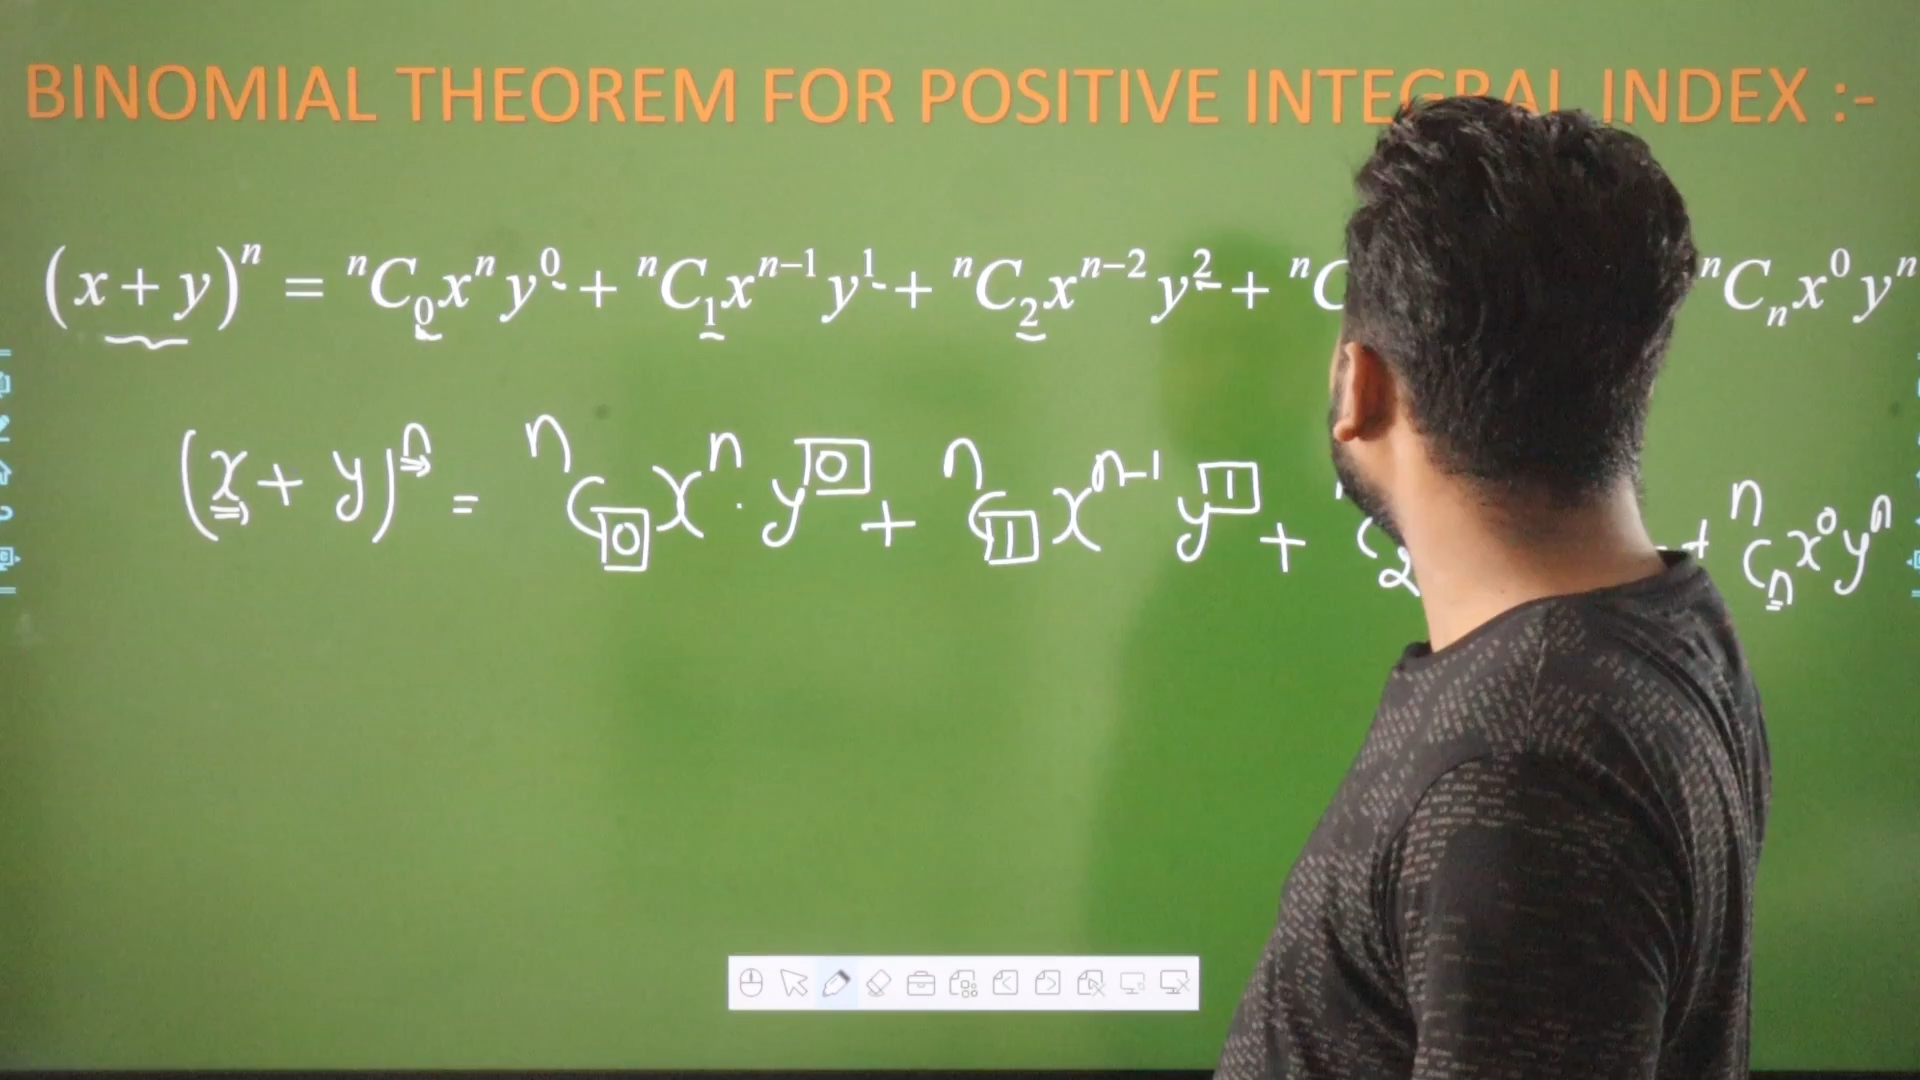 BINOMIAL THEOREM FOR POSITIVE INTEGRAL INDEX :-
(x + y)^n = ^nC_0 x^n y^0 + ^nC_1 x^{n-1} y^1 + ^nC_2 x^{n-2} y^2 + ^nC ^nC_n x^0 y^n
(x + y)^n = ^nC_0 x^n . y^0 + ^nC_1 x^{n-1} y^1 + C_2 + ^nC_n x^0 y^n